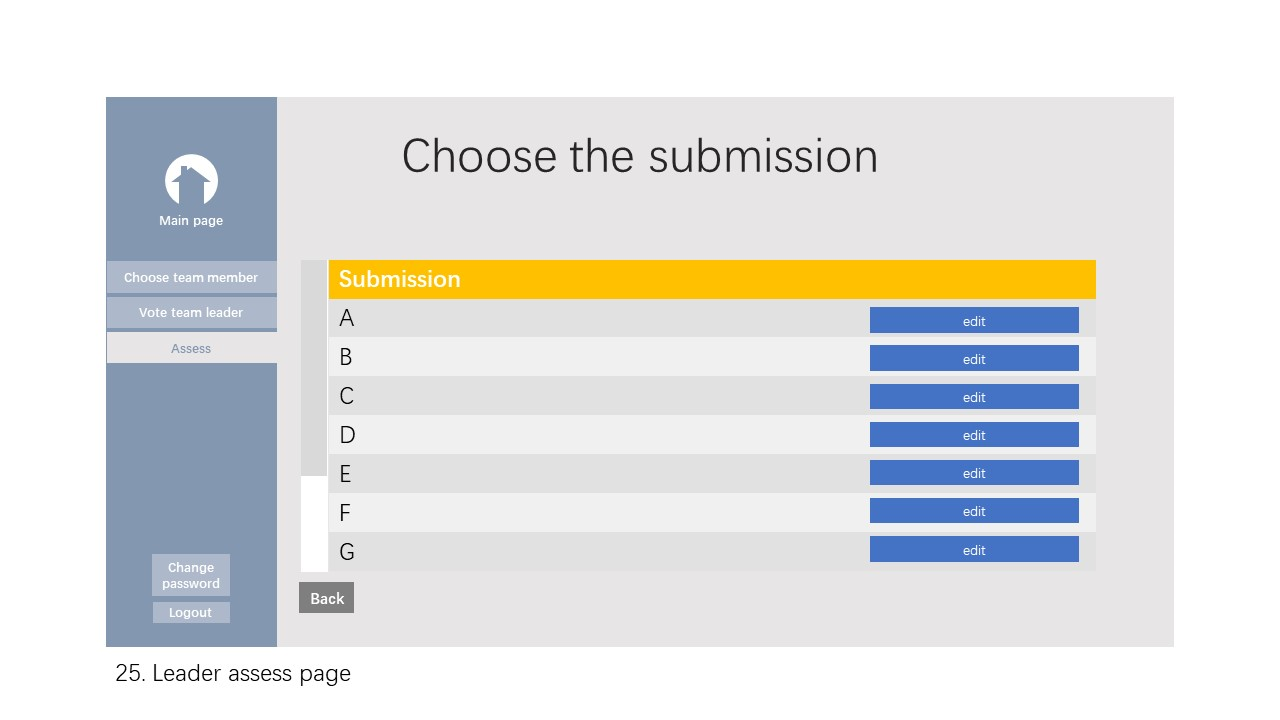 Choose the submission
Main page
Choose team member
Vote team leader
Assess
Submission
A edit
B edit
C edit
D edit
E edit
F edit
G edit
Change
password
Logout
Back
25. Leader assess page